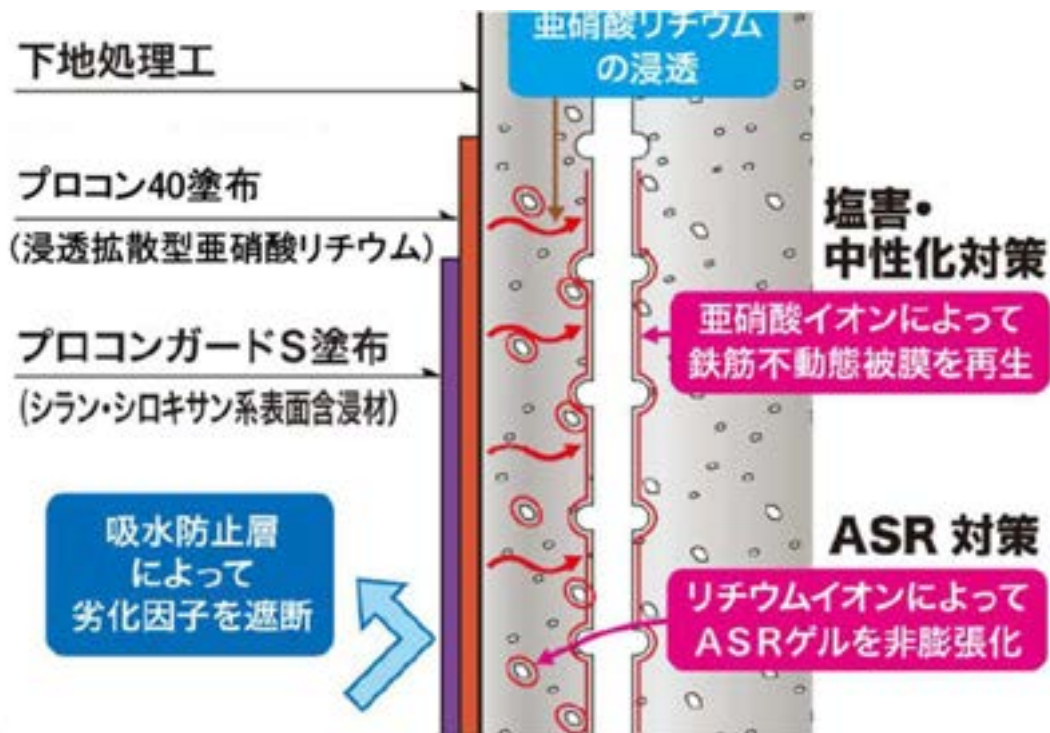 亜硝酸リチウム
の浸透
下地処理工
プロコン40塗布
(浸透拡散型亜硝酸リチウム)
プロコンガードS塗布
(シラン・シロキサン系表面含浸材)
吸水防止層
によって
劣化因子を遮断
塩害・
中性化対策
亜硝酸イオンによって
鉄筋不動態被膜を再生
ASR 対策
リチウムイオンによって
ASRゲルを非膨張化